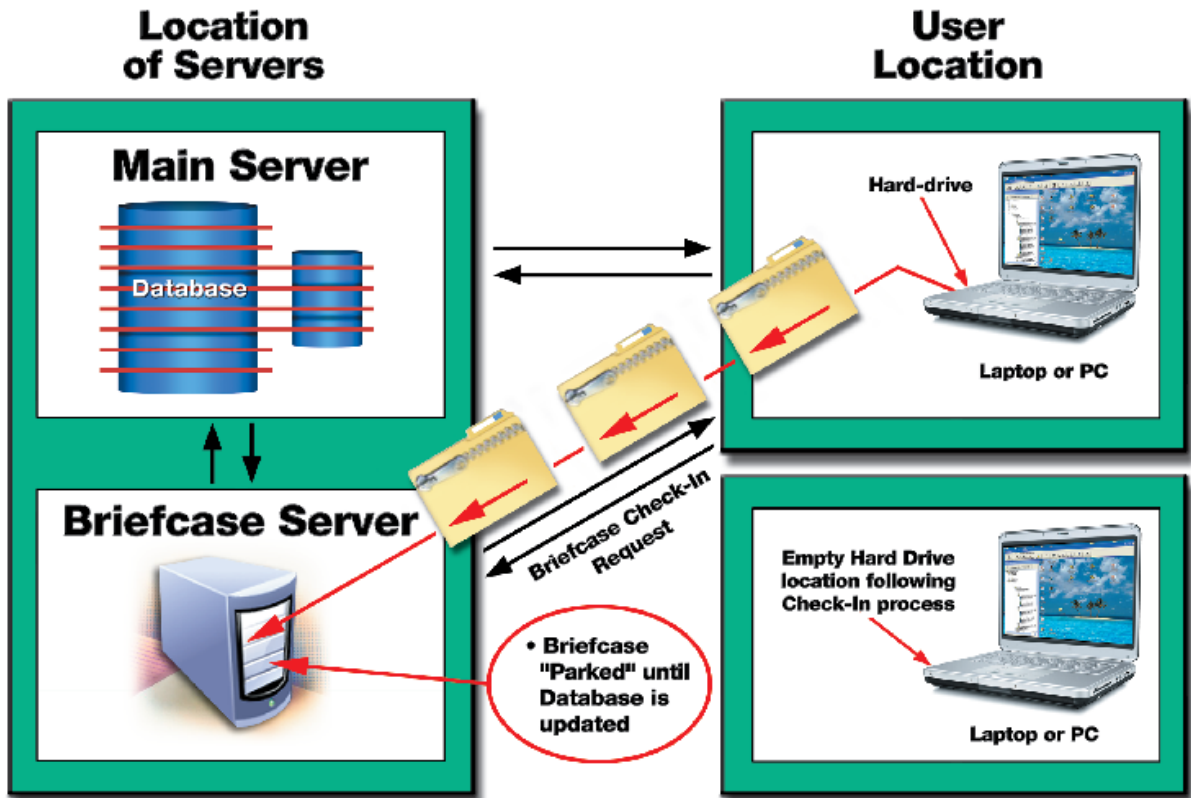 Location
of Servers
User
Location
Main Server
Database
Hard-drive
Laptop or PC
Briefcase Server
Briefcase Check-In
Request
• Briefcase
"Parked" until
Database is
updated
Empty Hard Drive
location following
Check-In process
Laptop or PC